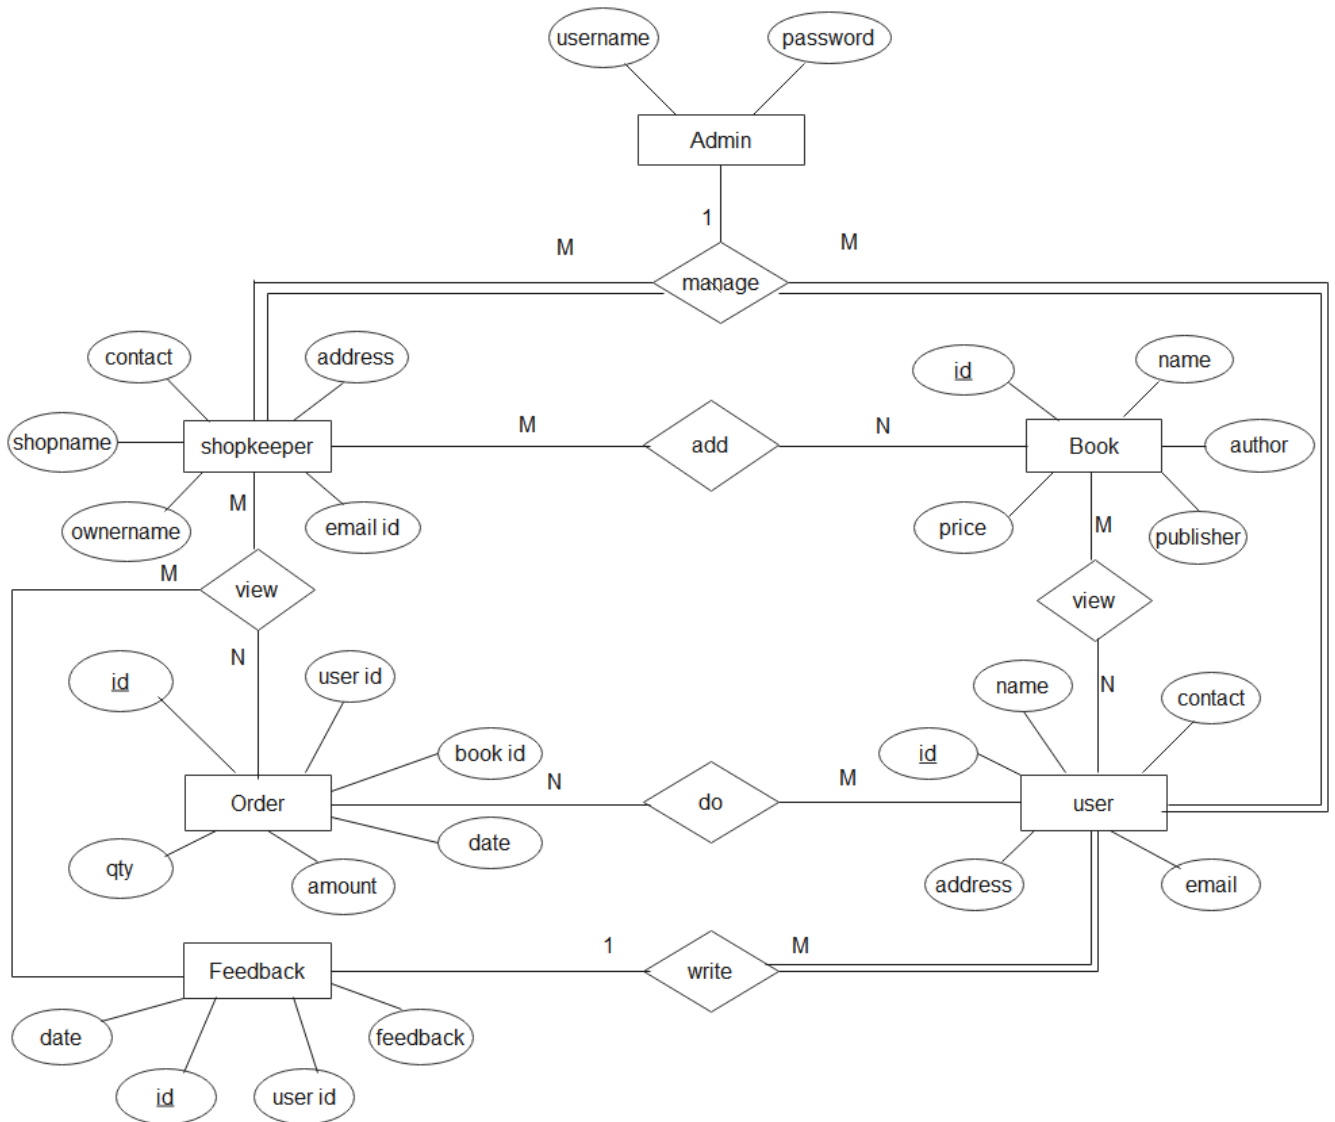 username
password
Admin
1
M
M
manage
contact
address
id
name
shopname
shopkeeper
M
add
N
Book
author
M
ownername
email id
price
M
publisher
M
view
view
N
id
user id
name
N
contact
book id
id
Order
N
do
M
user
qty
date
amount
address
email
Feedback
1
write
M
date
feedback
id
user id